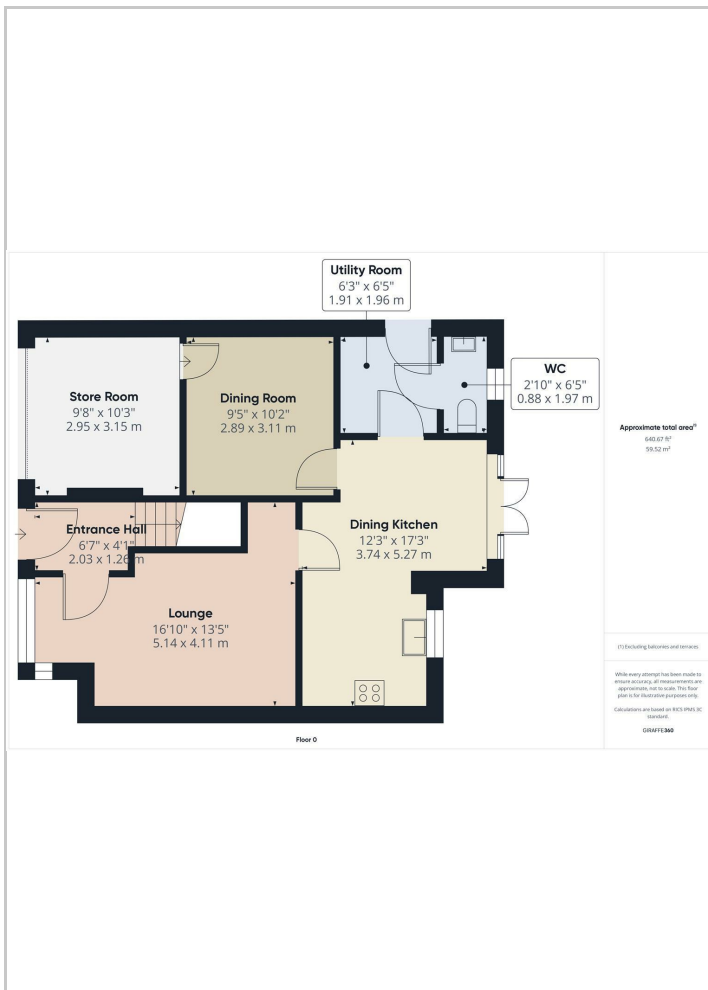 Utility Room
6'3" x 6'5"
1.91 x 1.96 m
WC
2'10" x 6'5"
0.88 x 1.97 m
Store Room
9'8" x 10'3"
2.95 x 3.15 m
Dining Room
9'5" x 10'2"
2.89 x 3.11 m
Entrance Hall
6'7" x 4'1"
2.03 x 1.26 m
Dining Kitchen
12'3" x 17'3"
3.74 x 5.27 m
Lounge
16'10" x 13'5"
5.14 x 4.11 m
Floor 0
Approximate total area⁽¹⁾
640.67 ft²
59.52 m²
(1) Excluding balconies and terraces
While every attempt has been made to
ensure accuracy, all measurements are
approximate, not to scale. This floor
plan is for illustrative purposes only.
Calculations are based on RICS IPMS 3C
standard.
GIRAFFE360